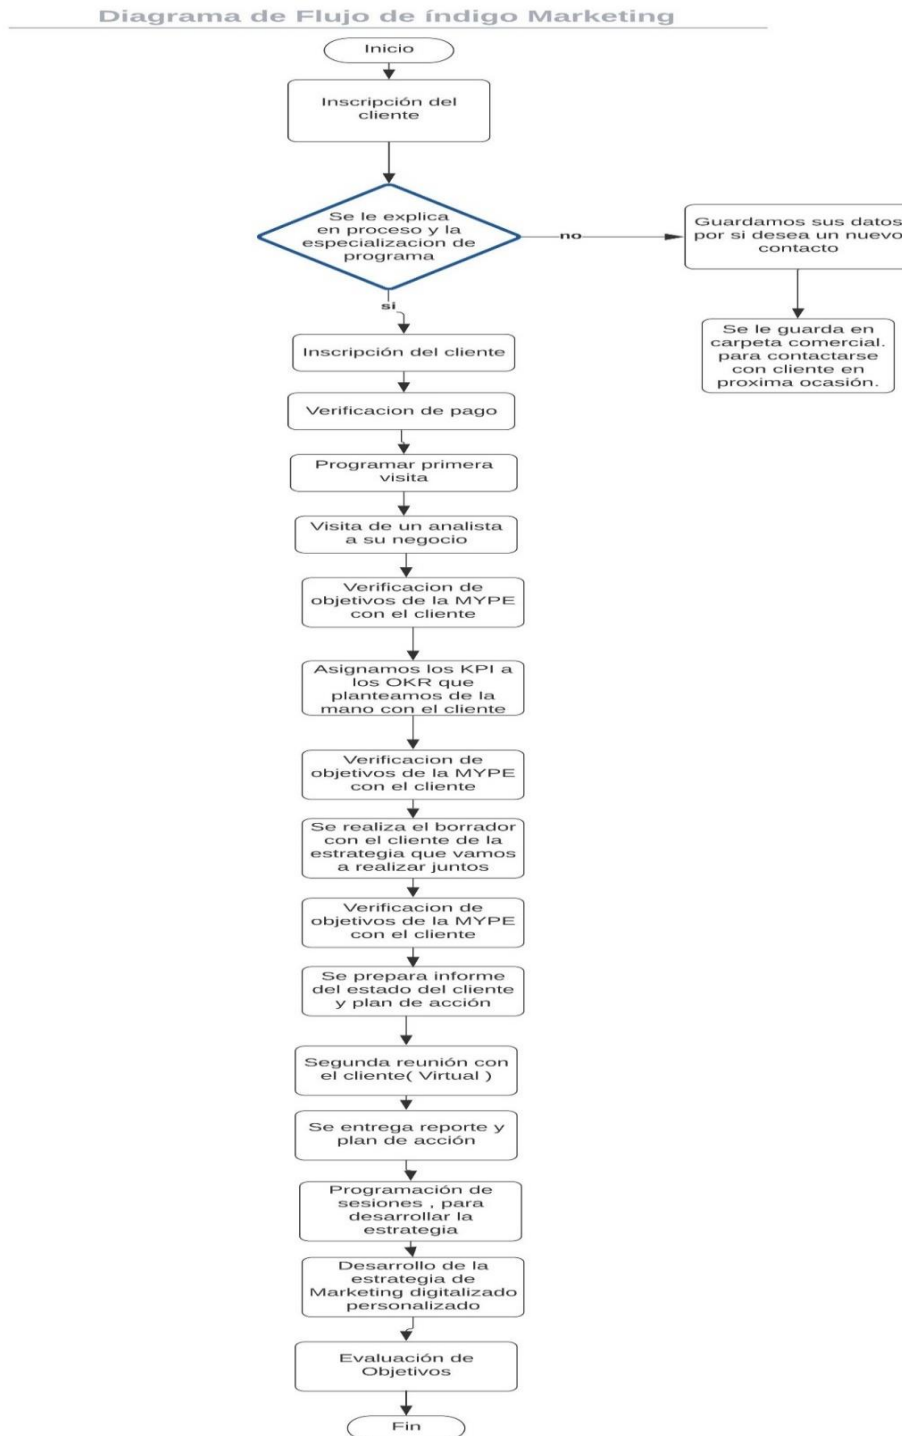 Diagrama de Flujo de índigo Marketing
Inicio
Inscripción del
cliente
Se le explica
en proceso y la
especializacion de
programa
no
Guardamos sus datos
por si desea un nuevo
contacto
si
Se le guarda en
carpeta comercial.
para contactarse
con cliente en
proxima ocasión.
Inscripción del cliente
Verificacion de pago
Programar primera
visita
Visita de un analista
a su negocio
Verificacion de
objetivos de la MYPE
con el cliente
Asignamos los KPI a
los OKR que
planteamos de la
mano con el cliente
Verificacion de
objetivos de la MYPE
con el cliente
Se realiza el borrador
con el cliente de la
estrategia que vamos
a realizar juntos
Verificacion de
objetivos de la MYPE
con el cliente
Se prepara informe
del estado del cliente
y plan de acción
Segunda reunión con
el cliente( Virtual )
Se entrega reporte y
plan de acción
Programación de
sesiones , para
desarrollar la
estrategia
Desarrollo de la
estrategia de
Marketing digitalizado
personalizado
Evaluación de
Objetivos
Fin